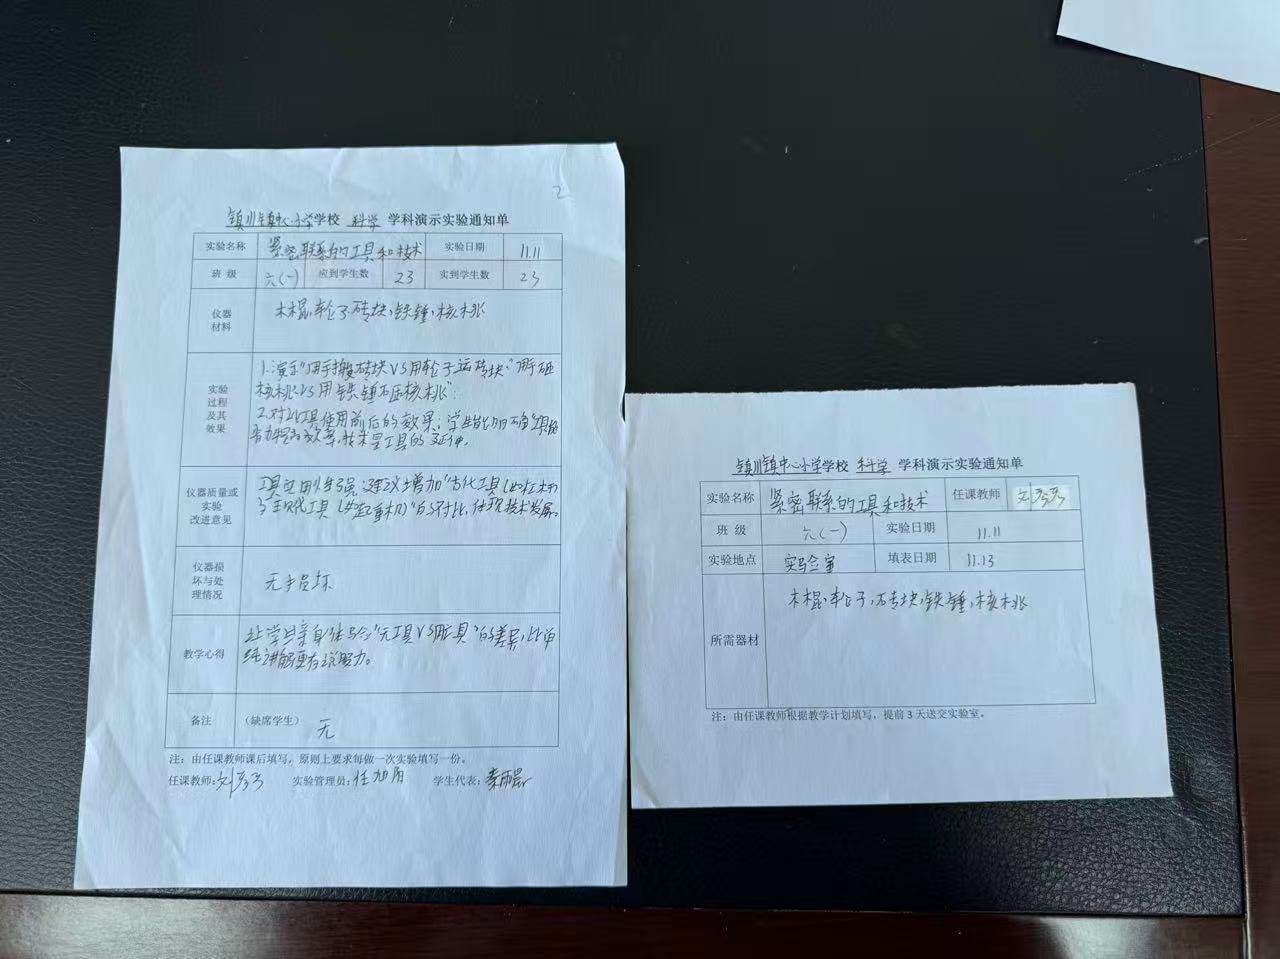 2
镇川镇中心小学学校 科学 学科演示实验通知单
实验名称 紧密联系的工具和技术 实验日期 11.11
班 级 六(一) 应到学生数 23 实到学生数 23
仪器
材料
木棍,轮子,砖块,铁锤,核桃
实验
过程
及其
效果
1.演示"用手搬砖块VS用轮子运砖块","用手砸
核桃VS用铁锤砸核桃";
2.对比工具使用前后的效果;学生能明确工具能
省力提高效率,技术是工具的延伸。
仪器质量或
实验
改进意见
工具实用性强,建议增加"古代工具(如杠杆)
与现代工具(如起重机)"的对比,体现技术发展。
仪器损
坏与处
理情况
无损坏
教学心得
让学生亲身体验"无工具VS用工具"的差异,比单
纯讲解更有说服力。
备注 (缺席学生) 无
注:由任课教师课后填写,原则上要求每做一次实验填写一份。
任课教师: 实验管理员:任旭阳 学生代表:秦雨晨
镇川镇中心小学学校 科学 学科演示实验通知单
实验名称 紧密联系的工具和技术 任课教师
班 级 六(一) 实验日期 11.11
实验地点 实验室 填表日期 11.13
所需器材
木棍,轮子,砖块,铁锤,核桃
注:由任课教师根据教学计划填写,提前 3 天送交实验室。